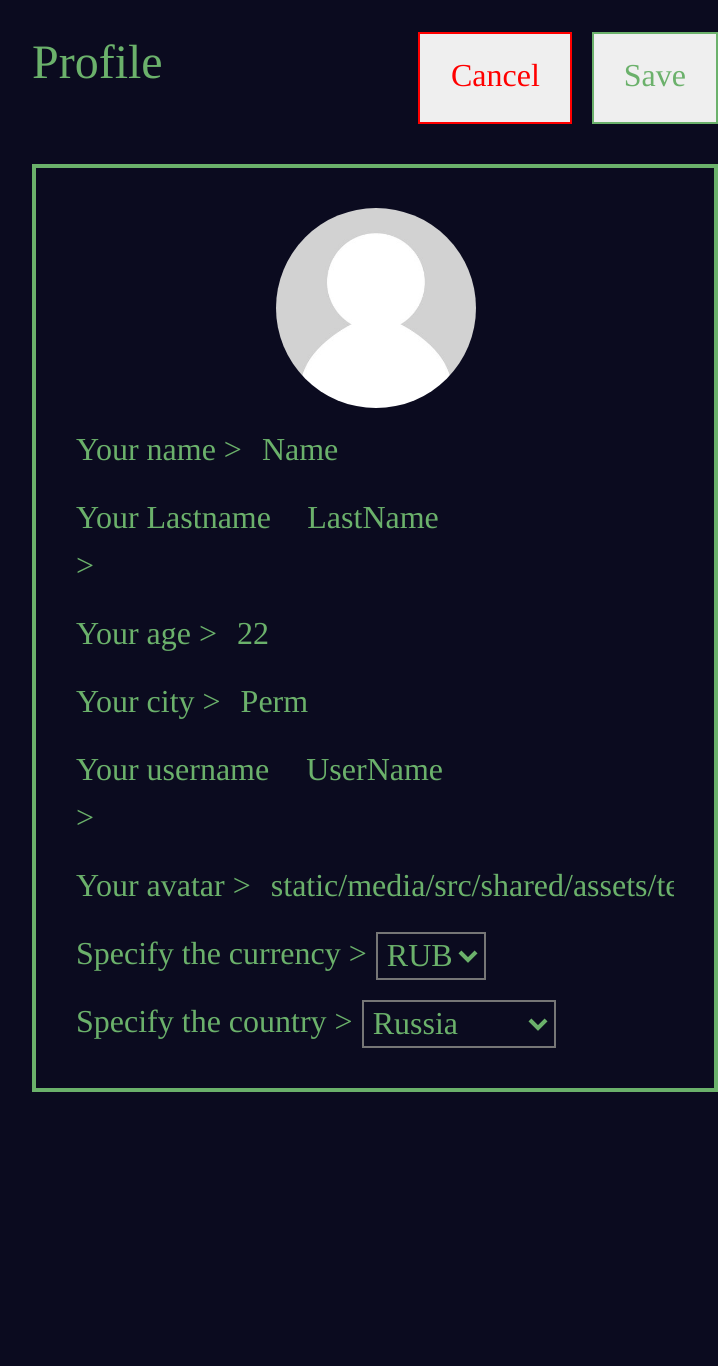 Profile
Cancel
Save
Your name > Name
Your Lastname LastName
>
Your age > 22
Your city > Perm
Your username UserName
>
Your avatar > static/media/src/shared/assets/te
Specify the currency > RUB
Specify the country > Russia